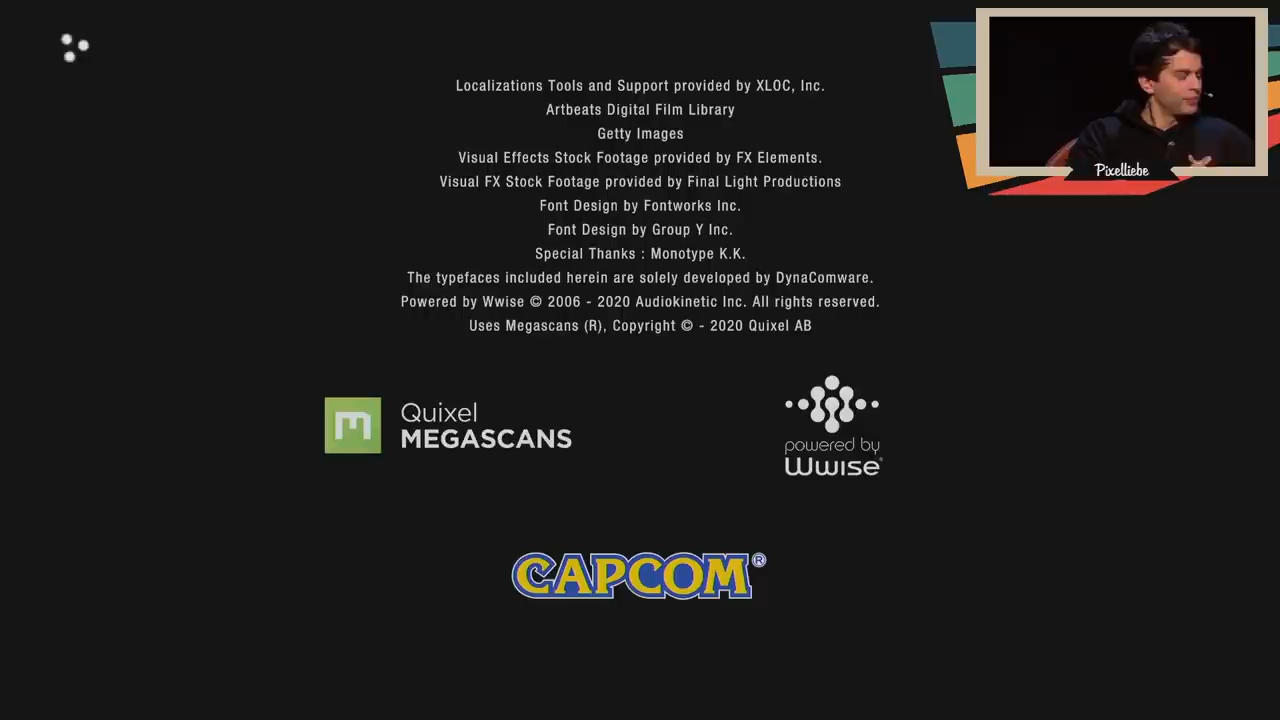 Localizations Tools and Support provided by XLOC, Inc.
Artbeats Digital Film Library
Getty Images
Visual Effects Stock Footage provided by FX Elements.
Visual FX Stock Footage provided by Final Light Productions
Font Design by Fontworks Inc.
Font Design by Group Y Inc.
Special Thanks : Monotype K.K.
The typefaces included herein are solely developed by DynaComware.
Powered by Wwise © 2006 - 2020 Audiokinetic Inc. All rights reserved.
Uses Megascans (R), Copyright © - 2020 Quixel AB
Pixelliebe
m
Quixel
MEGASCANS
powered by
Wwise®
CAPCOM®